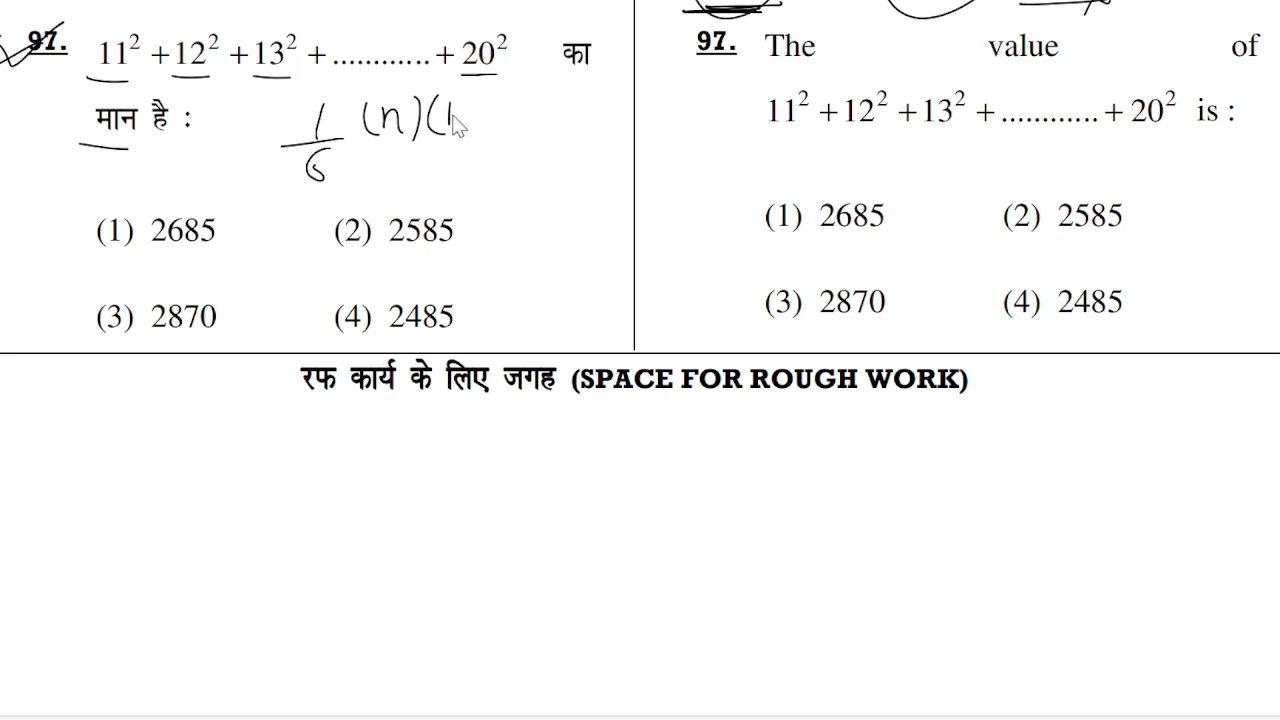 97. 11² + 12² + 13² + ............ + 20² का
मान है :
1/6 (n)(
(1) 2685 (2) 2585
(3) 2870 (4) 2485
97. The value of
11² + 12² + 13² + ............ + 20² is :
(1) 2685 (2) 2585
(3) 2870 (4) 2485
रफ कार्य के लिए जगह (SPACE FOR ROUGH WORK)